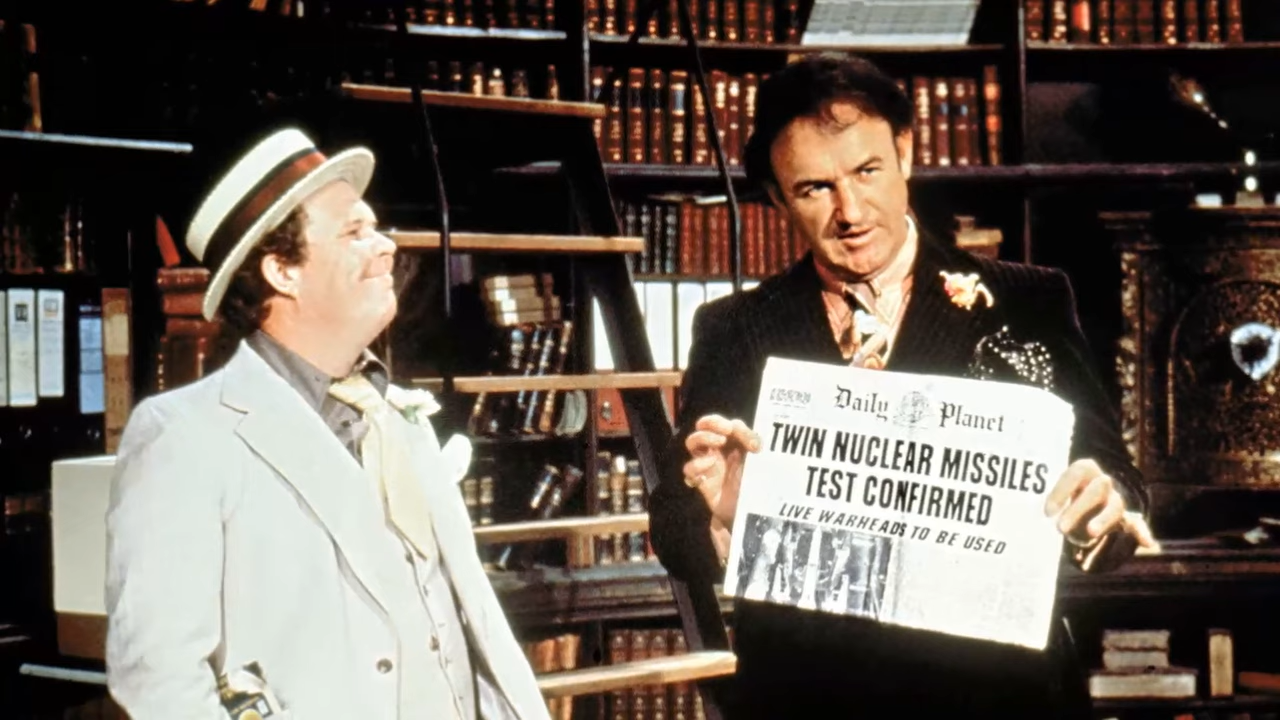 Daily Planet
TWIN NUCLEAR MISSILES
TEST CONFIRMED
LIVE WARHEADS TO BE USED